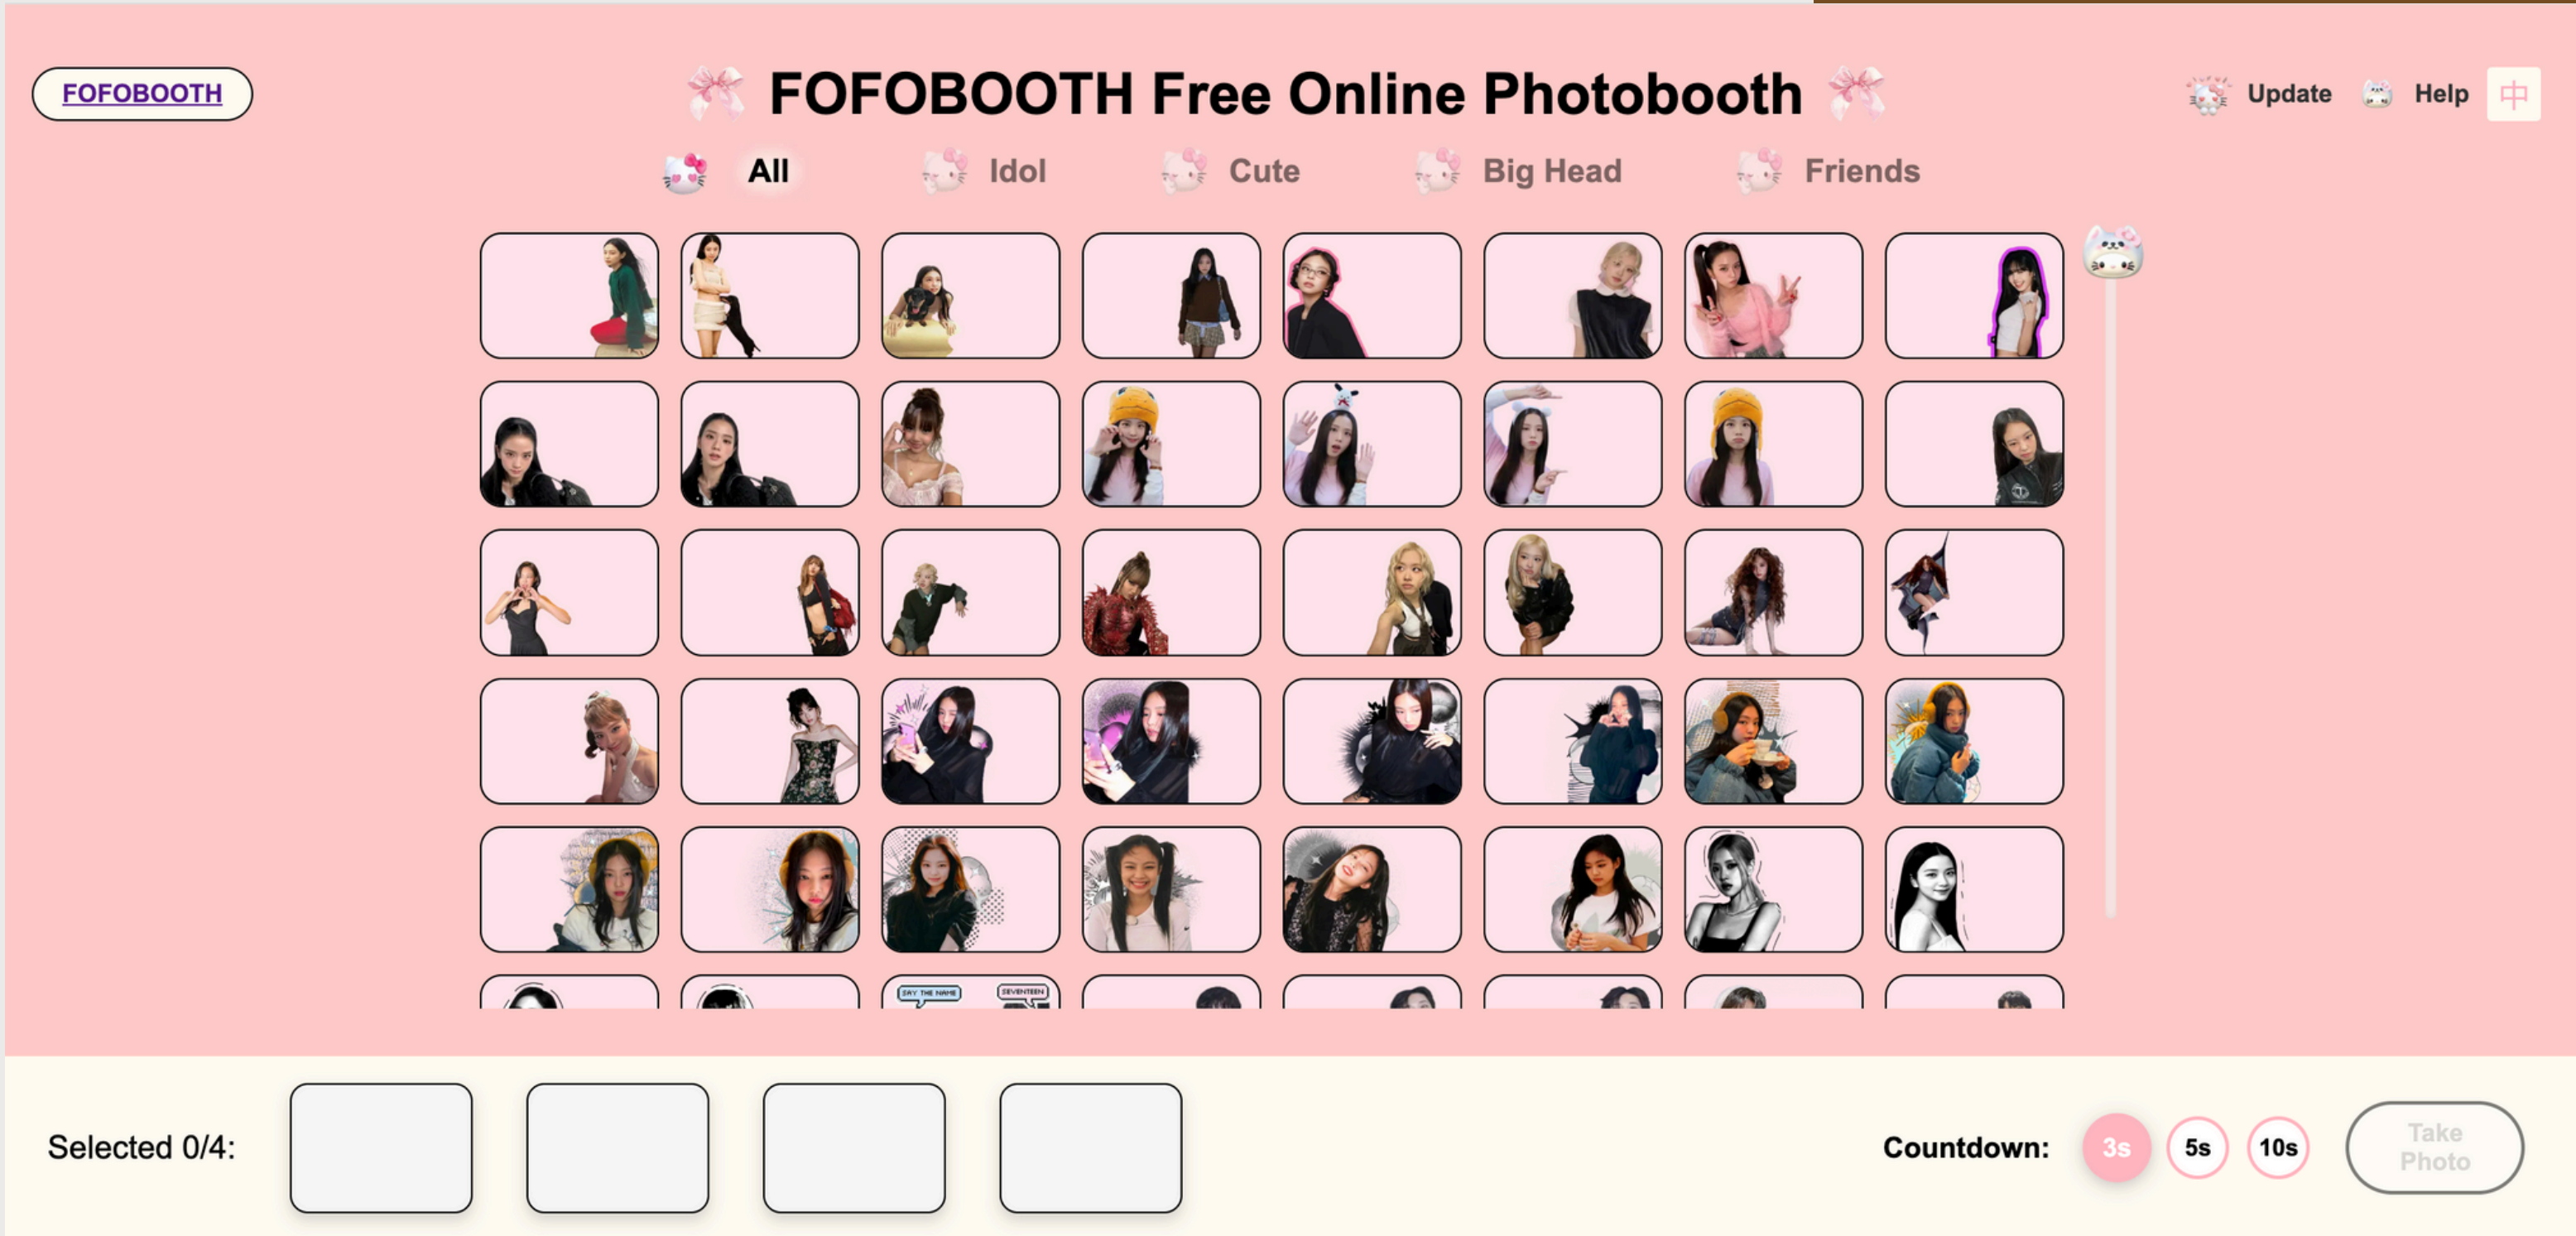 FOFOBOOTH
FOFOBOOTH Free Online Photobooth
Update
Help
中
All
Idol
Cute
Big Head
Friends
SAY THE NAME
SEVENTEEN
Selected 0/4:
Countdown:
3s
5s
10s
Take
Photo